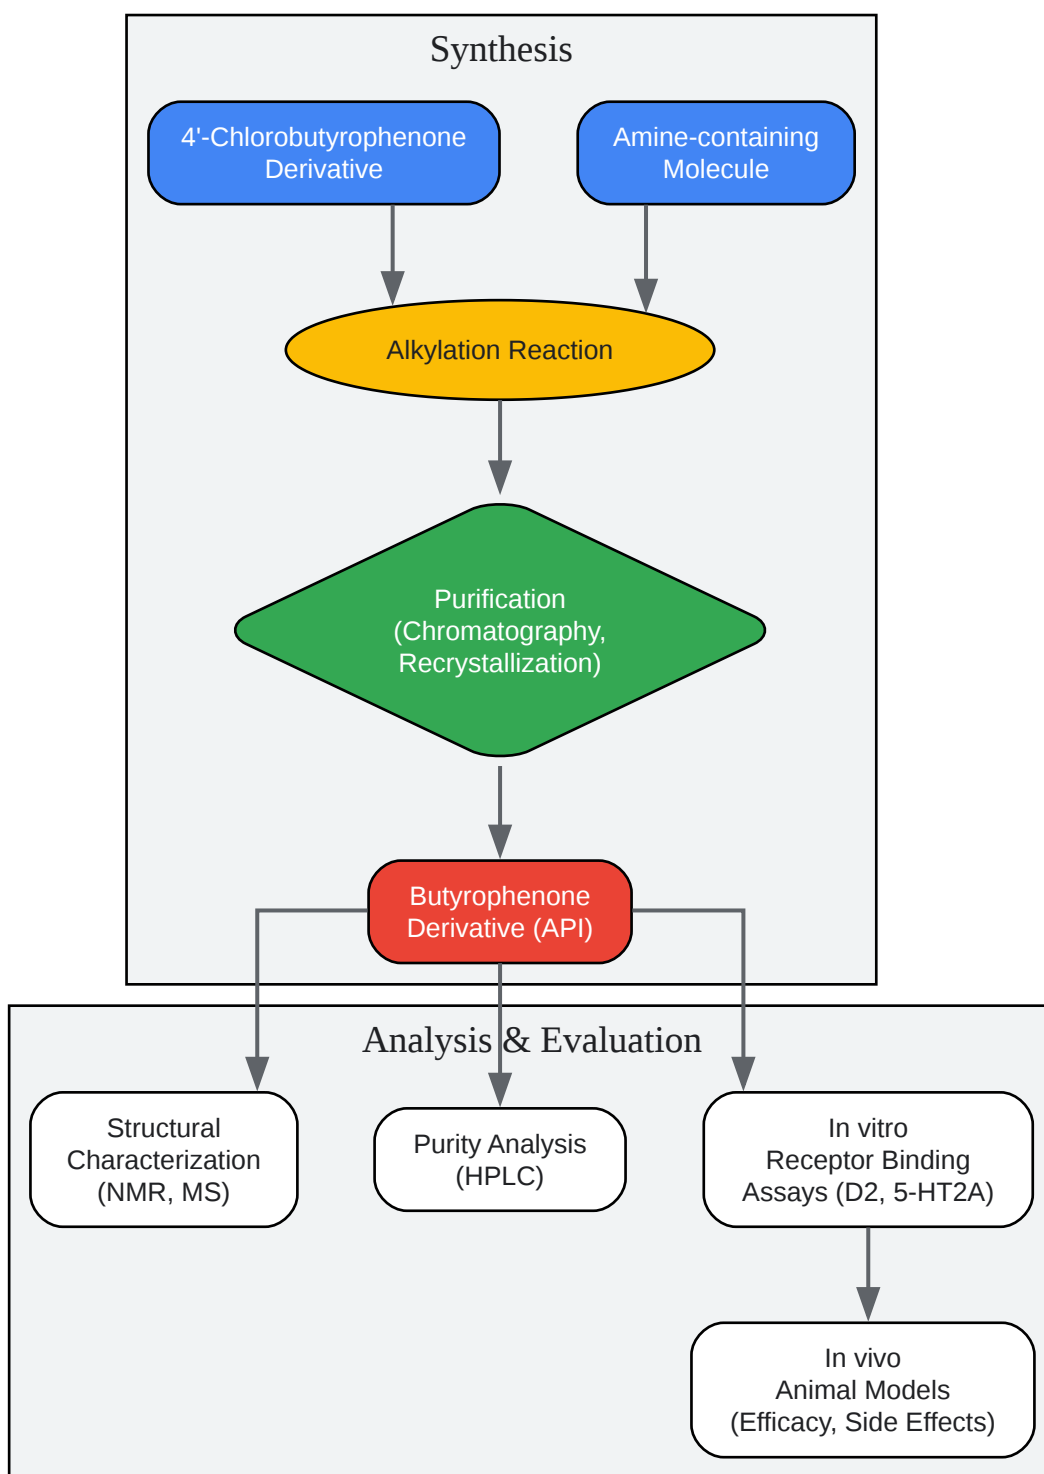 Synthesis
4'-Chlorobutyrophenone
Derivative
Amine-containing
Molecule
Alkylation Reaction
Purification
(Chromatography,
Recrystallization)
Butyrophenone
Derivative (API)
Analysis & Evaluation
Structural
Characterization
(NMR, MS)
Purity Analysis
(HPLC)
In vitro
Receptor Binding
Assays (D2, 5-HT2A)
In vivo
Animal Models
(Efficacy, Side Effects)